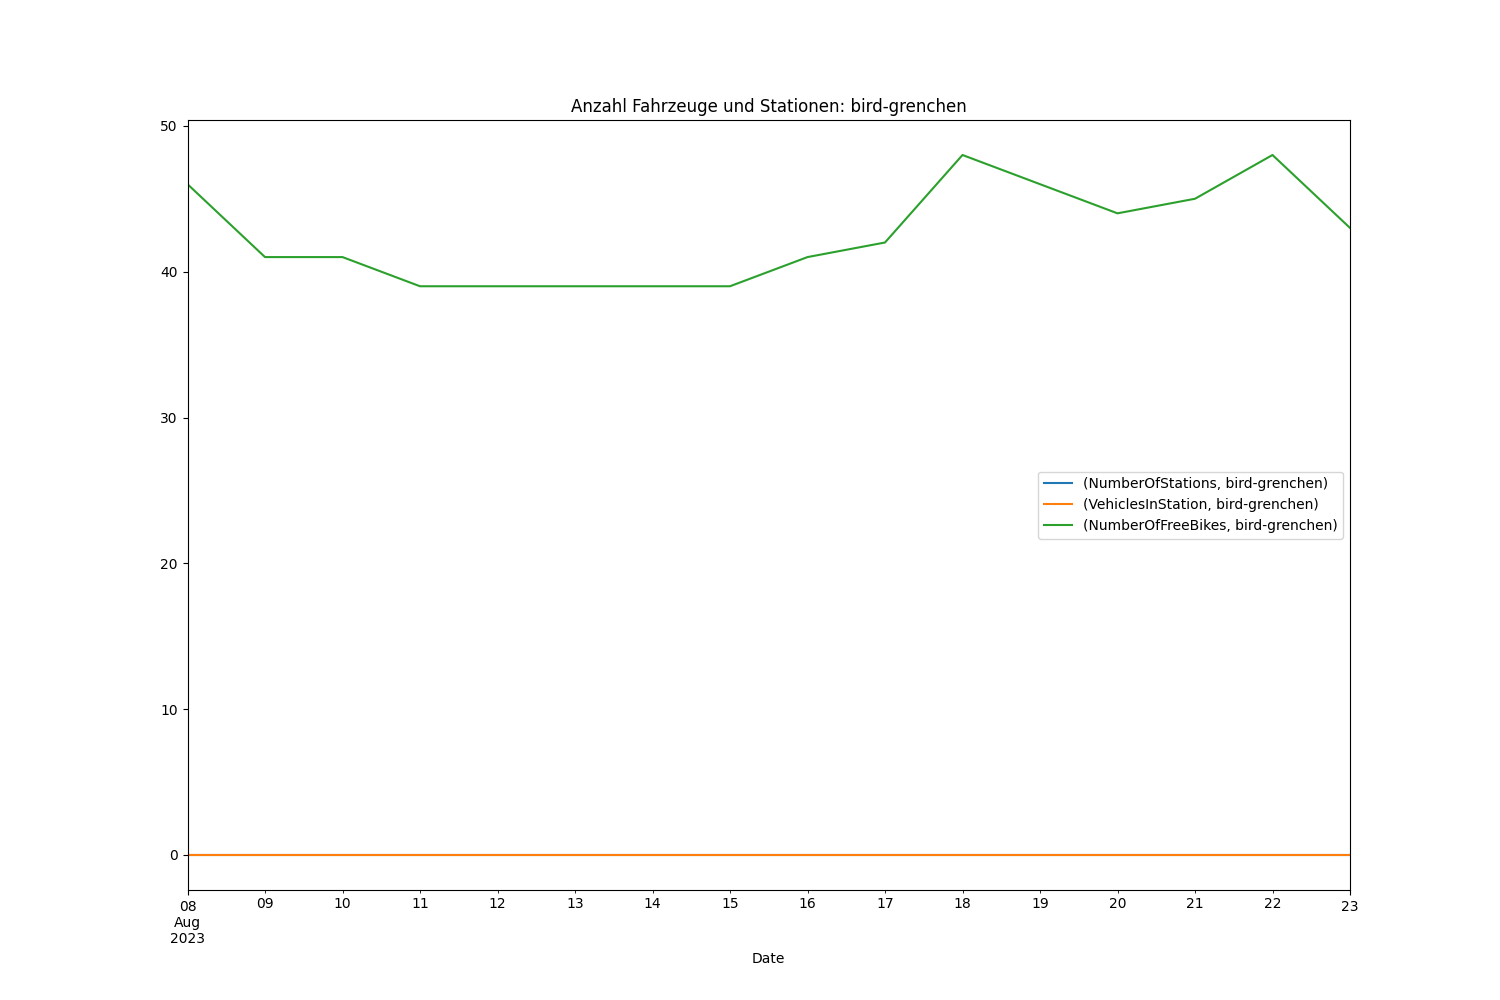 Anzahl Fahrzeuge und Stationen: bird-grenchen
50
40
30
20
10
0
(NumberOfStations, bird-grenchen)
(VehiclesInStation, bird-grenchen)
(NumberOfFreeBikes, bird-grenchen)
08 09 10 11 12 13 14 15 16 17 18 19 20 21 22 23
Aug
2023
Date